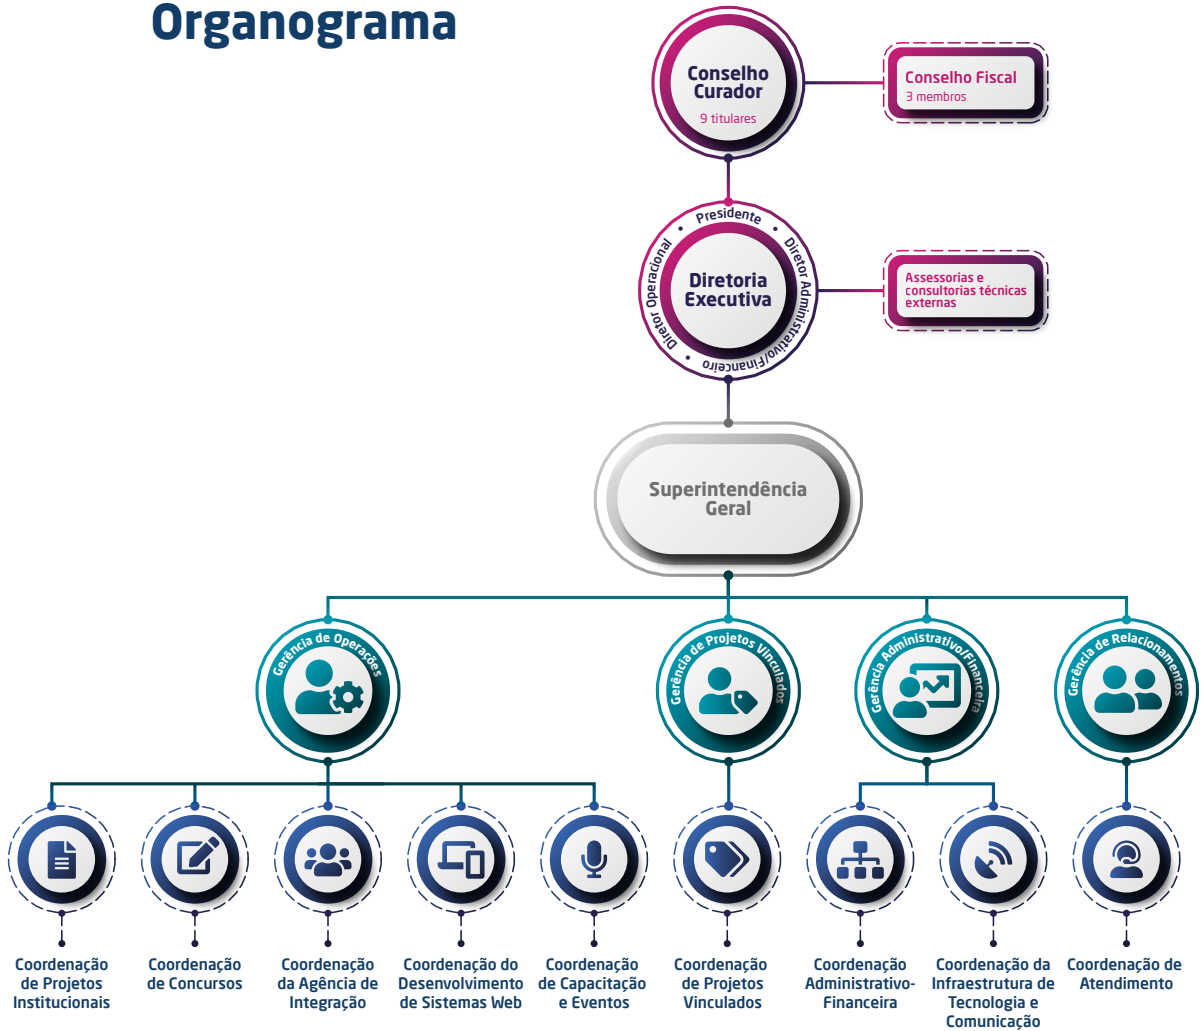 Organograma
Conselho
Curador
9 titulares
Conselho Fiscal
3 membros
Presidente • Diretor Administrativo/Financeiro • Diretor Operacional •
Diretoria
Executiva
Assessorias e
consultorias técnicas
externas
Superintendência
Geral
Gerência de Operações
Gerência de Projetos Vinculados
Gerência Administrativo/Financeira
Gerência de Relacionamentos
Coordenação
de Projetos
Institucionais
Coordenação
de Concursos
Coordenação
da Agência de
Integração
Coordenação do
Desenvolvimento
de Sistemas Web
Coordenação
de Capacitação
e Eventos
Coordenação
de Projetos
Vinculados
Coordenação
Administrativo-
Financeira
Coordenação da
Infraestrutura de
Tecnologia e
Comunicação
Coordenação de
Atendimento